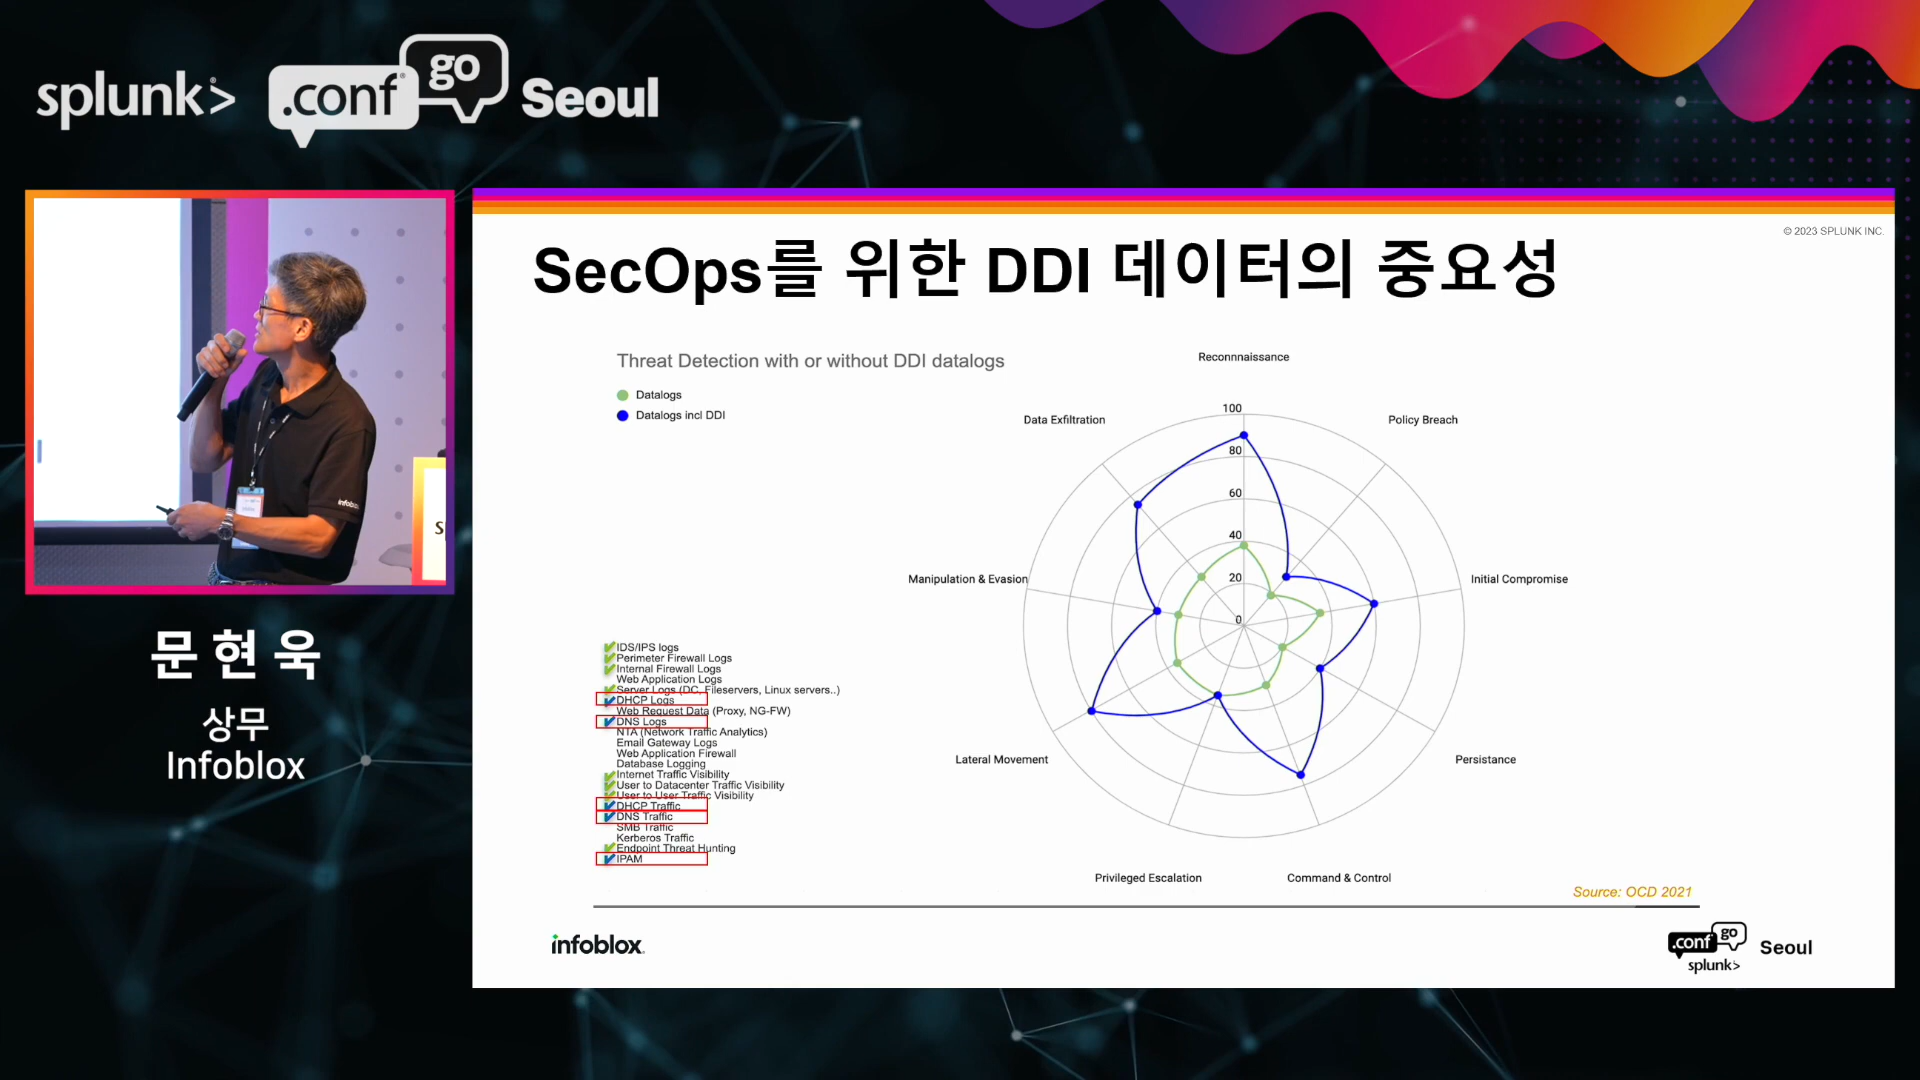 splunk> .conf go Seoul
© 2023 SPLUNK INC.
SecOps를 위한 DDI 데이터의 중요성
Threat Detection with or without DDI datalogs
Datalogs
Datalogs incl DDI
Reconnnaissance
Data Exfiltration
Policy Breach
100
80
60
40
20
0
Manipulation & Evasion
Initial Compromise
Lateral Movement
Persistance
Privileged Escalation
Command & Control
IDS/IPS logs
Perimeter Firewall Logs
Internal Firewall Logs
Web Application Logs
Server Logs (DC, Fileservers, Linux servers..)
DHCP Logs
Web Request Data (Proxy, NG-FW)
DNS Logs
NTA (Network Traffic Analytics)
Email Gateway Logs
Web Application Firewall
Database Logging
Internet Traffic Visibility
User to Datacenter Traffic Visibility
User to User Traffic Visibility
DHCP Traffic
DNS Traffic
SMB Traffic
Kerberos Traffic
Endpoint Threat Hunting
IPAM
Source: OCD 2021
infoblox
.conf go
splunk>
Seoul
문 현 욱
상무
Infoblox